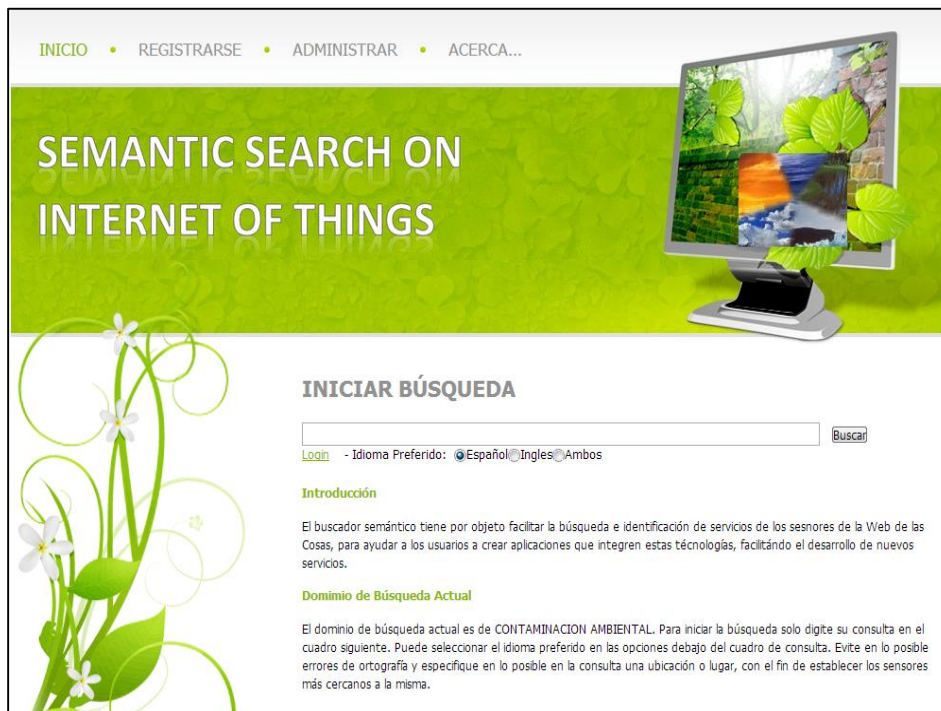 INICIO • REGISTRARSE • ADMINISTRAR • ACERCA...
SEMANTIC SEARCH ON
INTERNET OF THINGS
INICIAR BÚSQUEDA
Buscar
Login - Idioma Preferido: Español Ingles Ambos
Introducción
El buscador semántico tiene por objeto facilitar la búsqueda e identificación de servicios de los sesnores de la Web de las
Cosas, para ayudar a los usuarios a crear aplicaciones que integren estas técnologías, facilitándo el desarrollo de nuevos
servicios.
Domimio de Búsqueda Actual
El dominio de búsqueda actual es de CONTAMINACION AMBIENTAL. Para iniciar la búsqueda solo digite su consulta en el
cuadro siguiente. Puede seleccionar el idioma preferido en las opciones debajo del cuadro de consulta. Evite en lo posible
errores de ortografía y especifique en lo posible en la consulta una ubicación o lugar, con el fin de establecer los sensores
más cercanos a la misma.